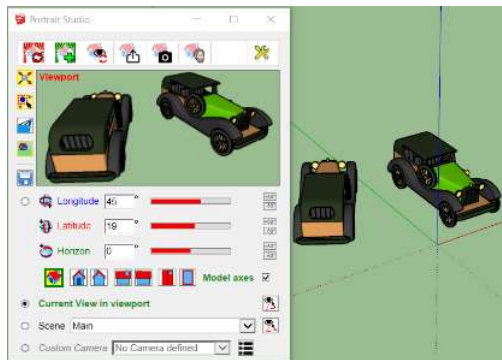 Portrait Studio
Viewport
Longitude 45 °
Latitude 19 °
Horizon 0 °
Model axes
Current View in viewport
Scene Main
Custom Camera No Camera defined